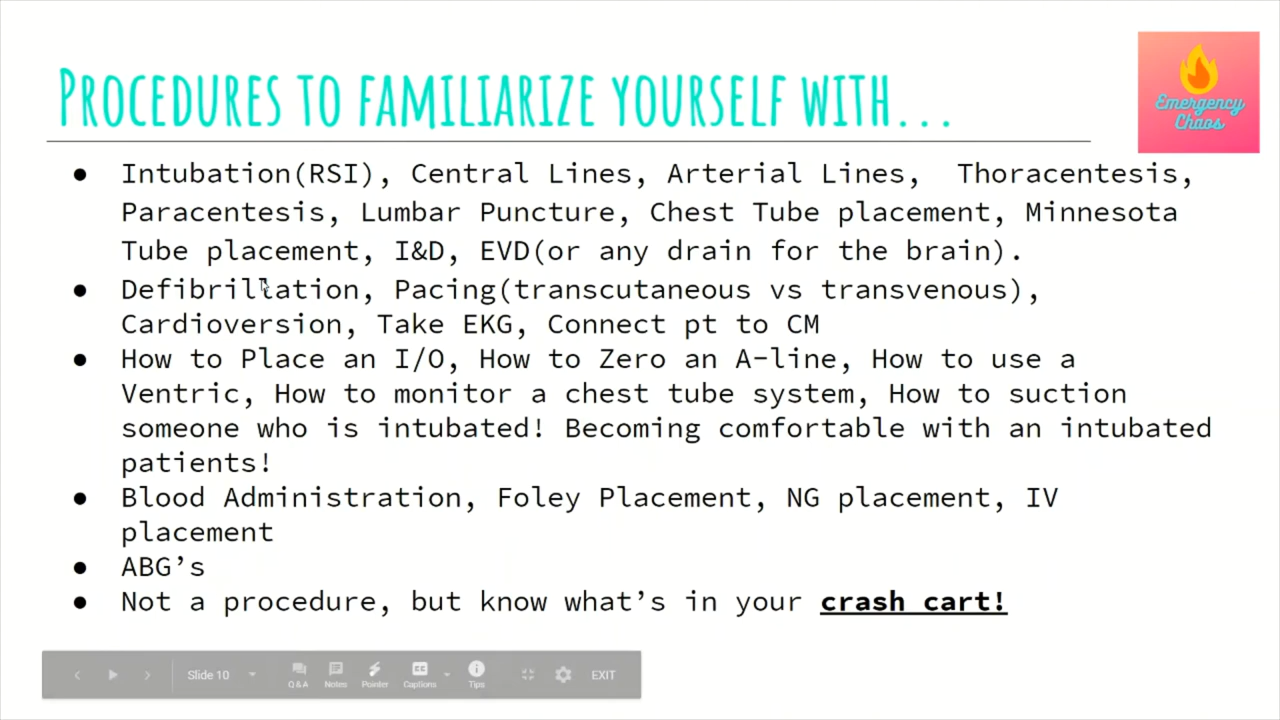 Procedures to familiarize yourself with...
Emergency
Chaos
● Intubation(RSI), Central Lines, Arterial Lines, Thoracentesis,
Paracentesis, Lumbar Puncture, Chest Tube placement, Minnesota
Tube placement, I&D, EVD(or any drain for the brain).
● Defibrillation, Pacing(transcutaneous vs transvenous),
Cardioversion, Take EKG, Connect pt to CM
● How to Place an I/O, How to Zero an A-line, How to use a
Ventric, How to monitor a chest tube system, How to suction
someone who is intubated! Becoming comfortable with an intubated
patients!
● Blood Administration, Foley Placement, NG placement, IV
placement
● ABG’s
● Not a procedure, but know what’s in your crash cart!
Slide 10 Q&A Notes Pointer CC Captions Tips EXIT